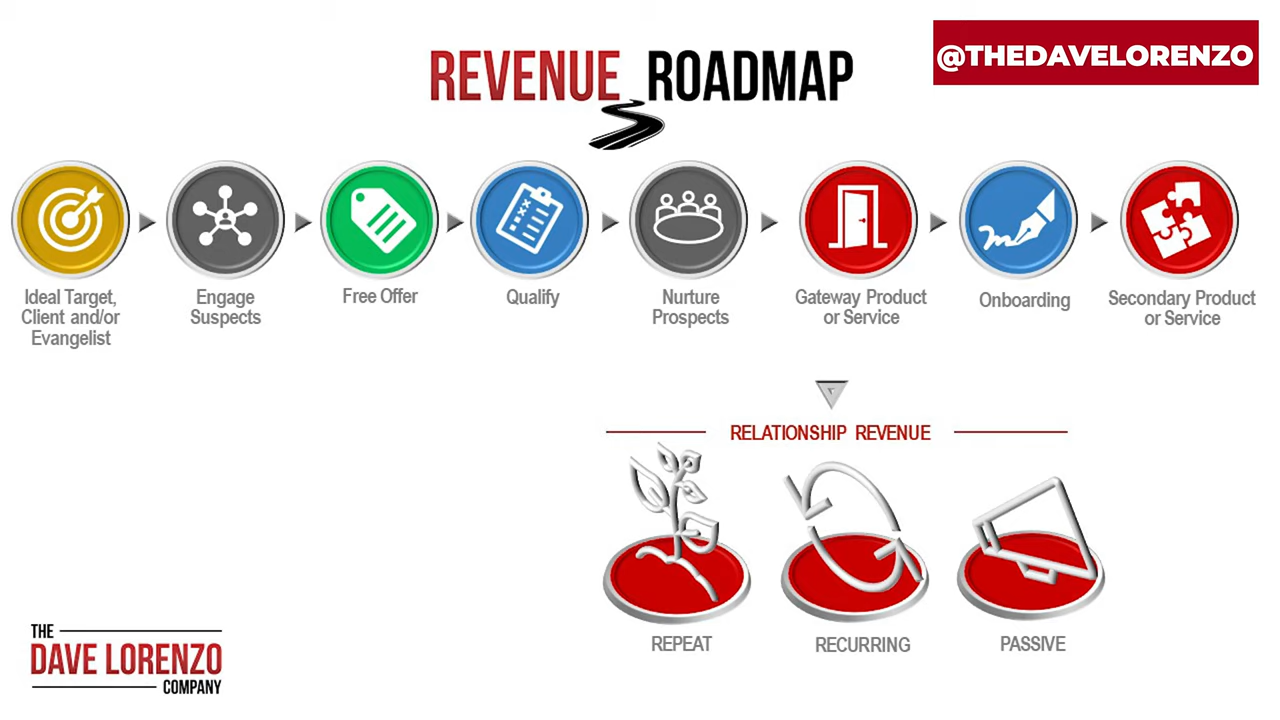 @THEDAVELORENZO
REVENUE ROADMAP
Ideal Target,
Client and/or
Evangelist
Engage
Suspects
Free Offer
Qualify
Nurture
Prospects
Gateway Product
or Service
Onboarding
Secondary Product
or Service
RELATIONSHIP REVENUE
REPEAT
RECURRING
PASSIVE
THE
DAVE LORENZO
COMPANY